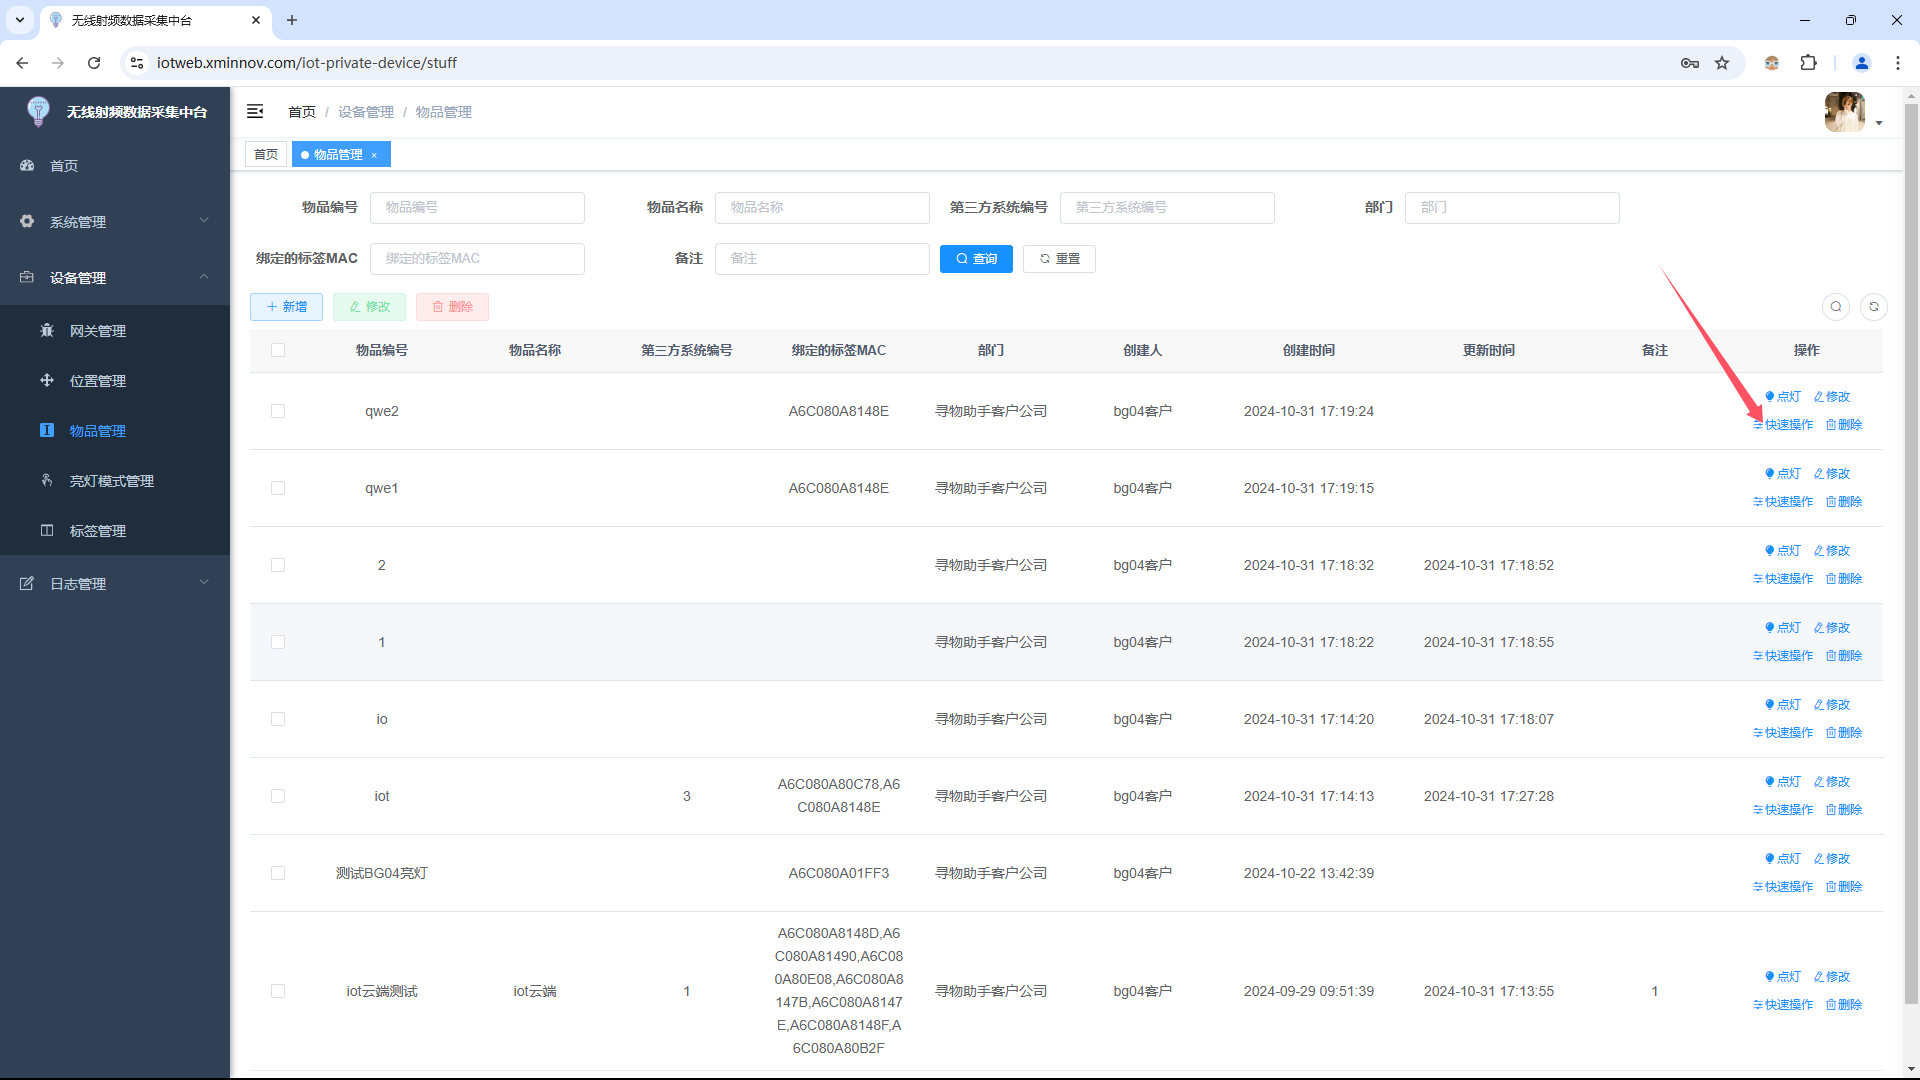 无线射频数据采集中台
iotweb.xminnov.com/iot-private-device/stuff
无线射频数据采集中台
首页 / 设备管理 / 物品管理
首页
物品管理
首页
系统管理
设备管理
网关管理
位置管理
物品管理
亮灯模式管理
标签管理
日志管理
物品编号 物品编号 物品名称 物品名称 第三方系统编号 第三方系统编号 部门 部门
绑定的标签MAC 绑定的标签MAC 备注 备注 查询 重置
新增 修改 删除
物品编号 物品名称 第三方系统编号 绑定的标签MAC 部门 创建人 创建时间 更新时间 备注 操作
qwe2 A6C080A8148E 寻物助手客户公司 bg04客户 2024-10-31 17:19:24 点灯 修改
快速操作 删除
qwe1 A6C080A8148E 寻物助手客户公司 bg04客户 2024-10-31 17:19:15 点灯 修改
快速操作 删除
2 寻物助手客户公司 bg04客户 2024-10-31 17:18:32 2024-10-31 17:18:52 点灯 修改
快速操作 删除
1 寻物助手客户公司 bg04客户 2024-10-31 17:18:22 2024-10-31 17:18:55 点灯 修改
快速操作 删除
io 寻物助手客户公司 bg04客户 2024-10-31 17:14:20 2024-10-31 17:18:07 点灯 修改
快速操作 删除
iot 3 A6C080A80C78,A6
C080A8148E 寻物助手客户公司 bg04客户 2024-10-31 17:14:13 2024-10-31 17:27:28 点灯 修改
快速操作 删除
测试BG04亮灯 A6C080A01FF3 寻物助手客户公司 bg04客户 2024-10-22 13:42:39 点灯 修改
快速操作 删除
iot云端测试 iot云端 1 A6C080A8148D,A6
C080A81490,A6C08
0A80E08,A6C080A8
147B,A6C080A8147
E,A6C080A8148F,A
6C080A80B2F 寻物助手客户公司 bg04客户 2024-09-29 09:51:39 2024-10-31 17:13:55 1 点灯 修改
快速操作 删除